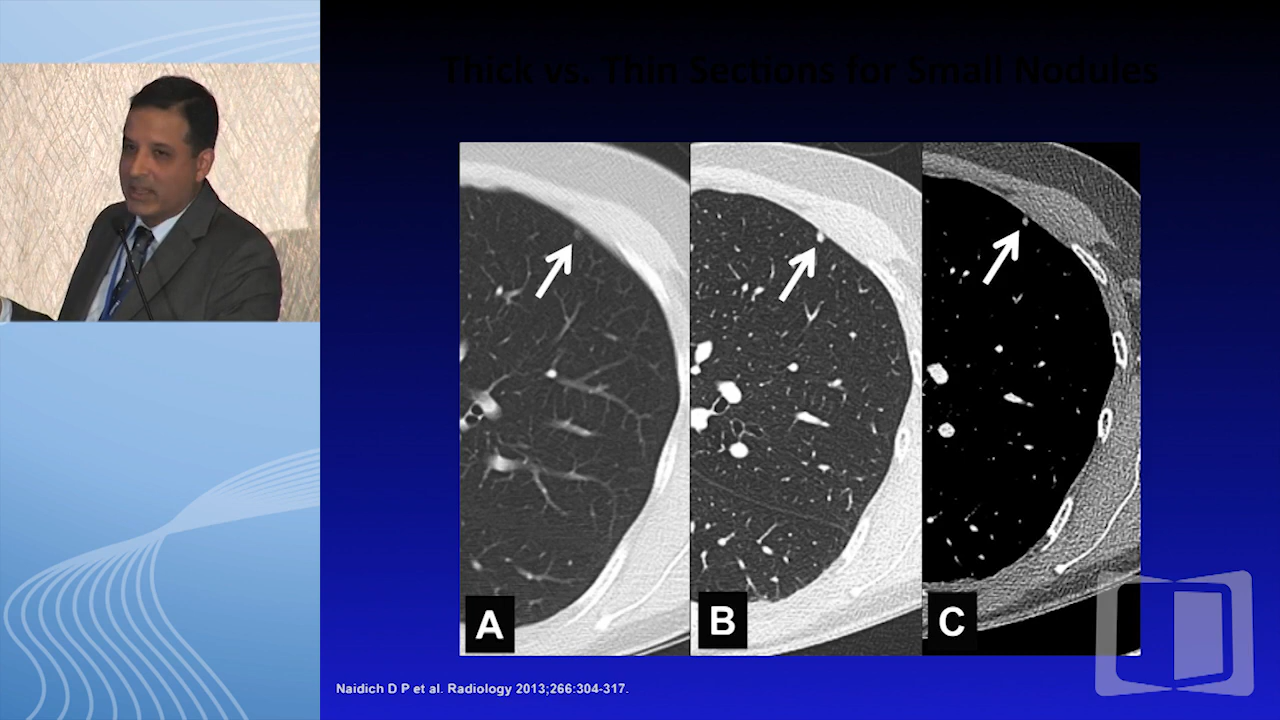 Thick vs. Thin Sections for Small Nodules
A
B
C
Naidich D P et al. Radiology 2013;266:304-317.